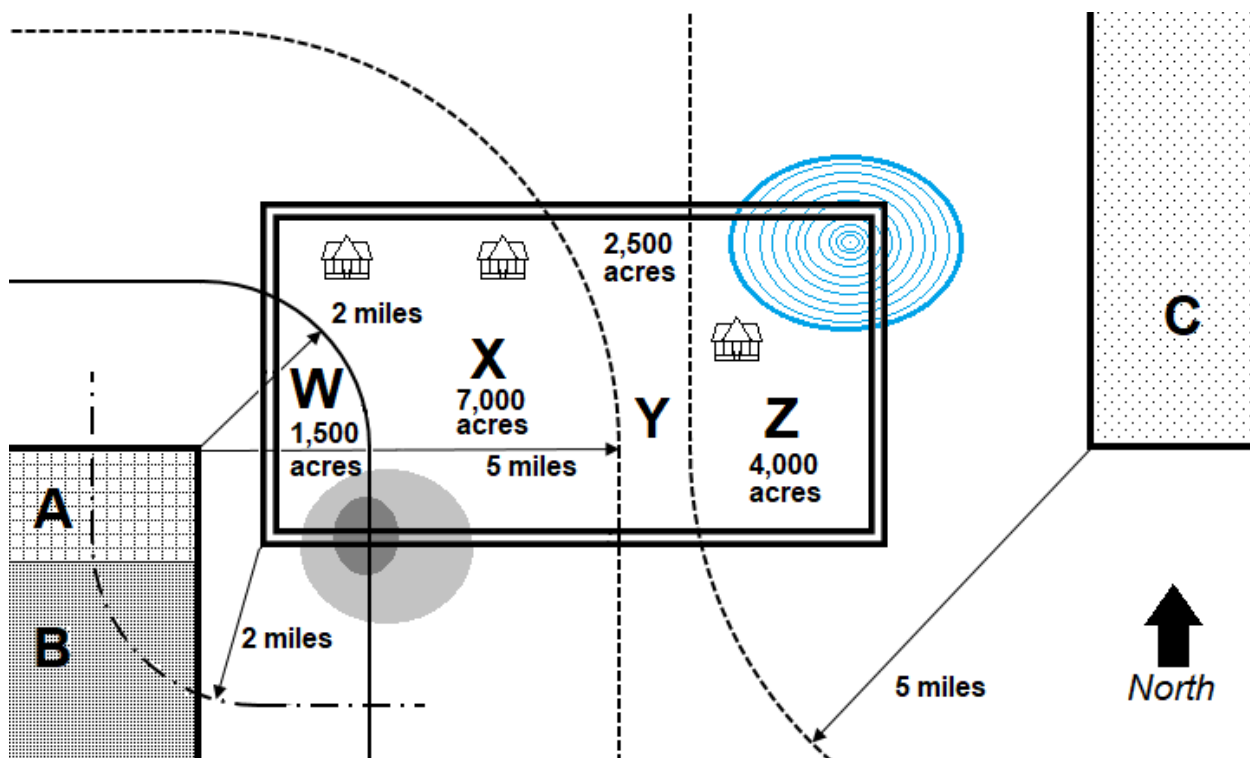 2,500
acres
2 miles
C
X
W
7,000
acres
Y
Z
1,500
acres
5 miles
4,000
acres
A
B
2 miles
5 miles
North